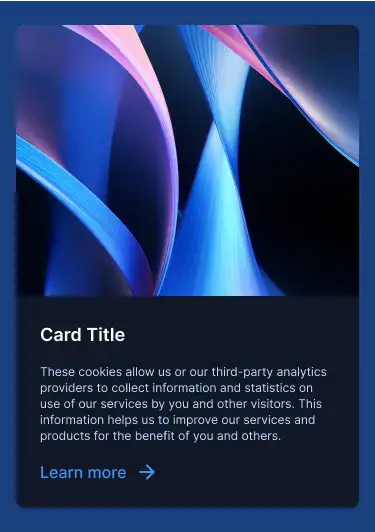 Card Title
These cookies allow us or our third-party analytics
providers to collect information and statistics on
use of our services by you and other visitors. This
information helps us to improve our services and
products for the benefit of you and others.
Learn more